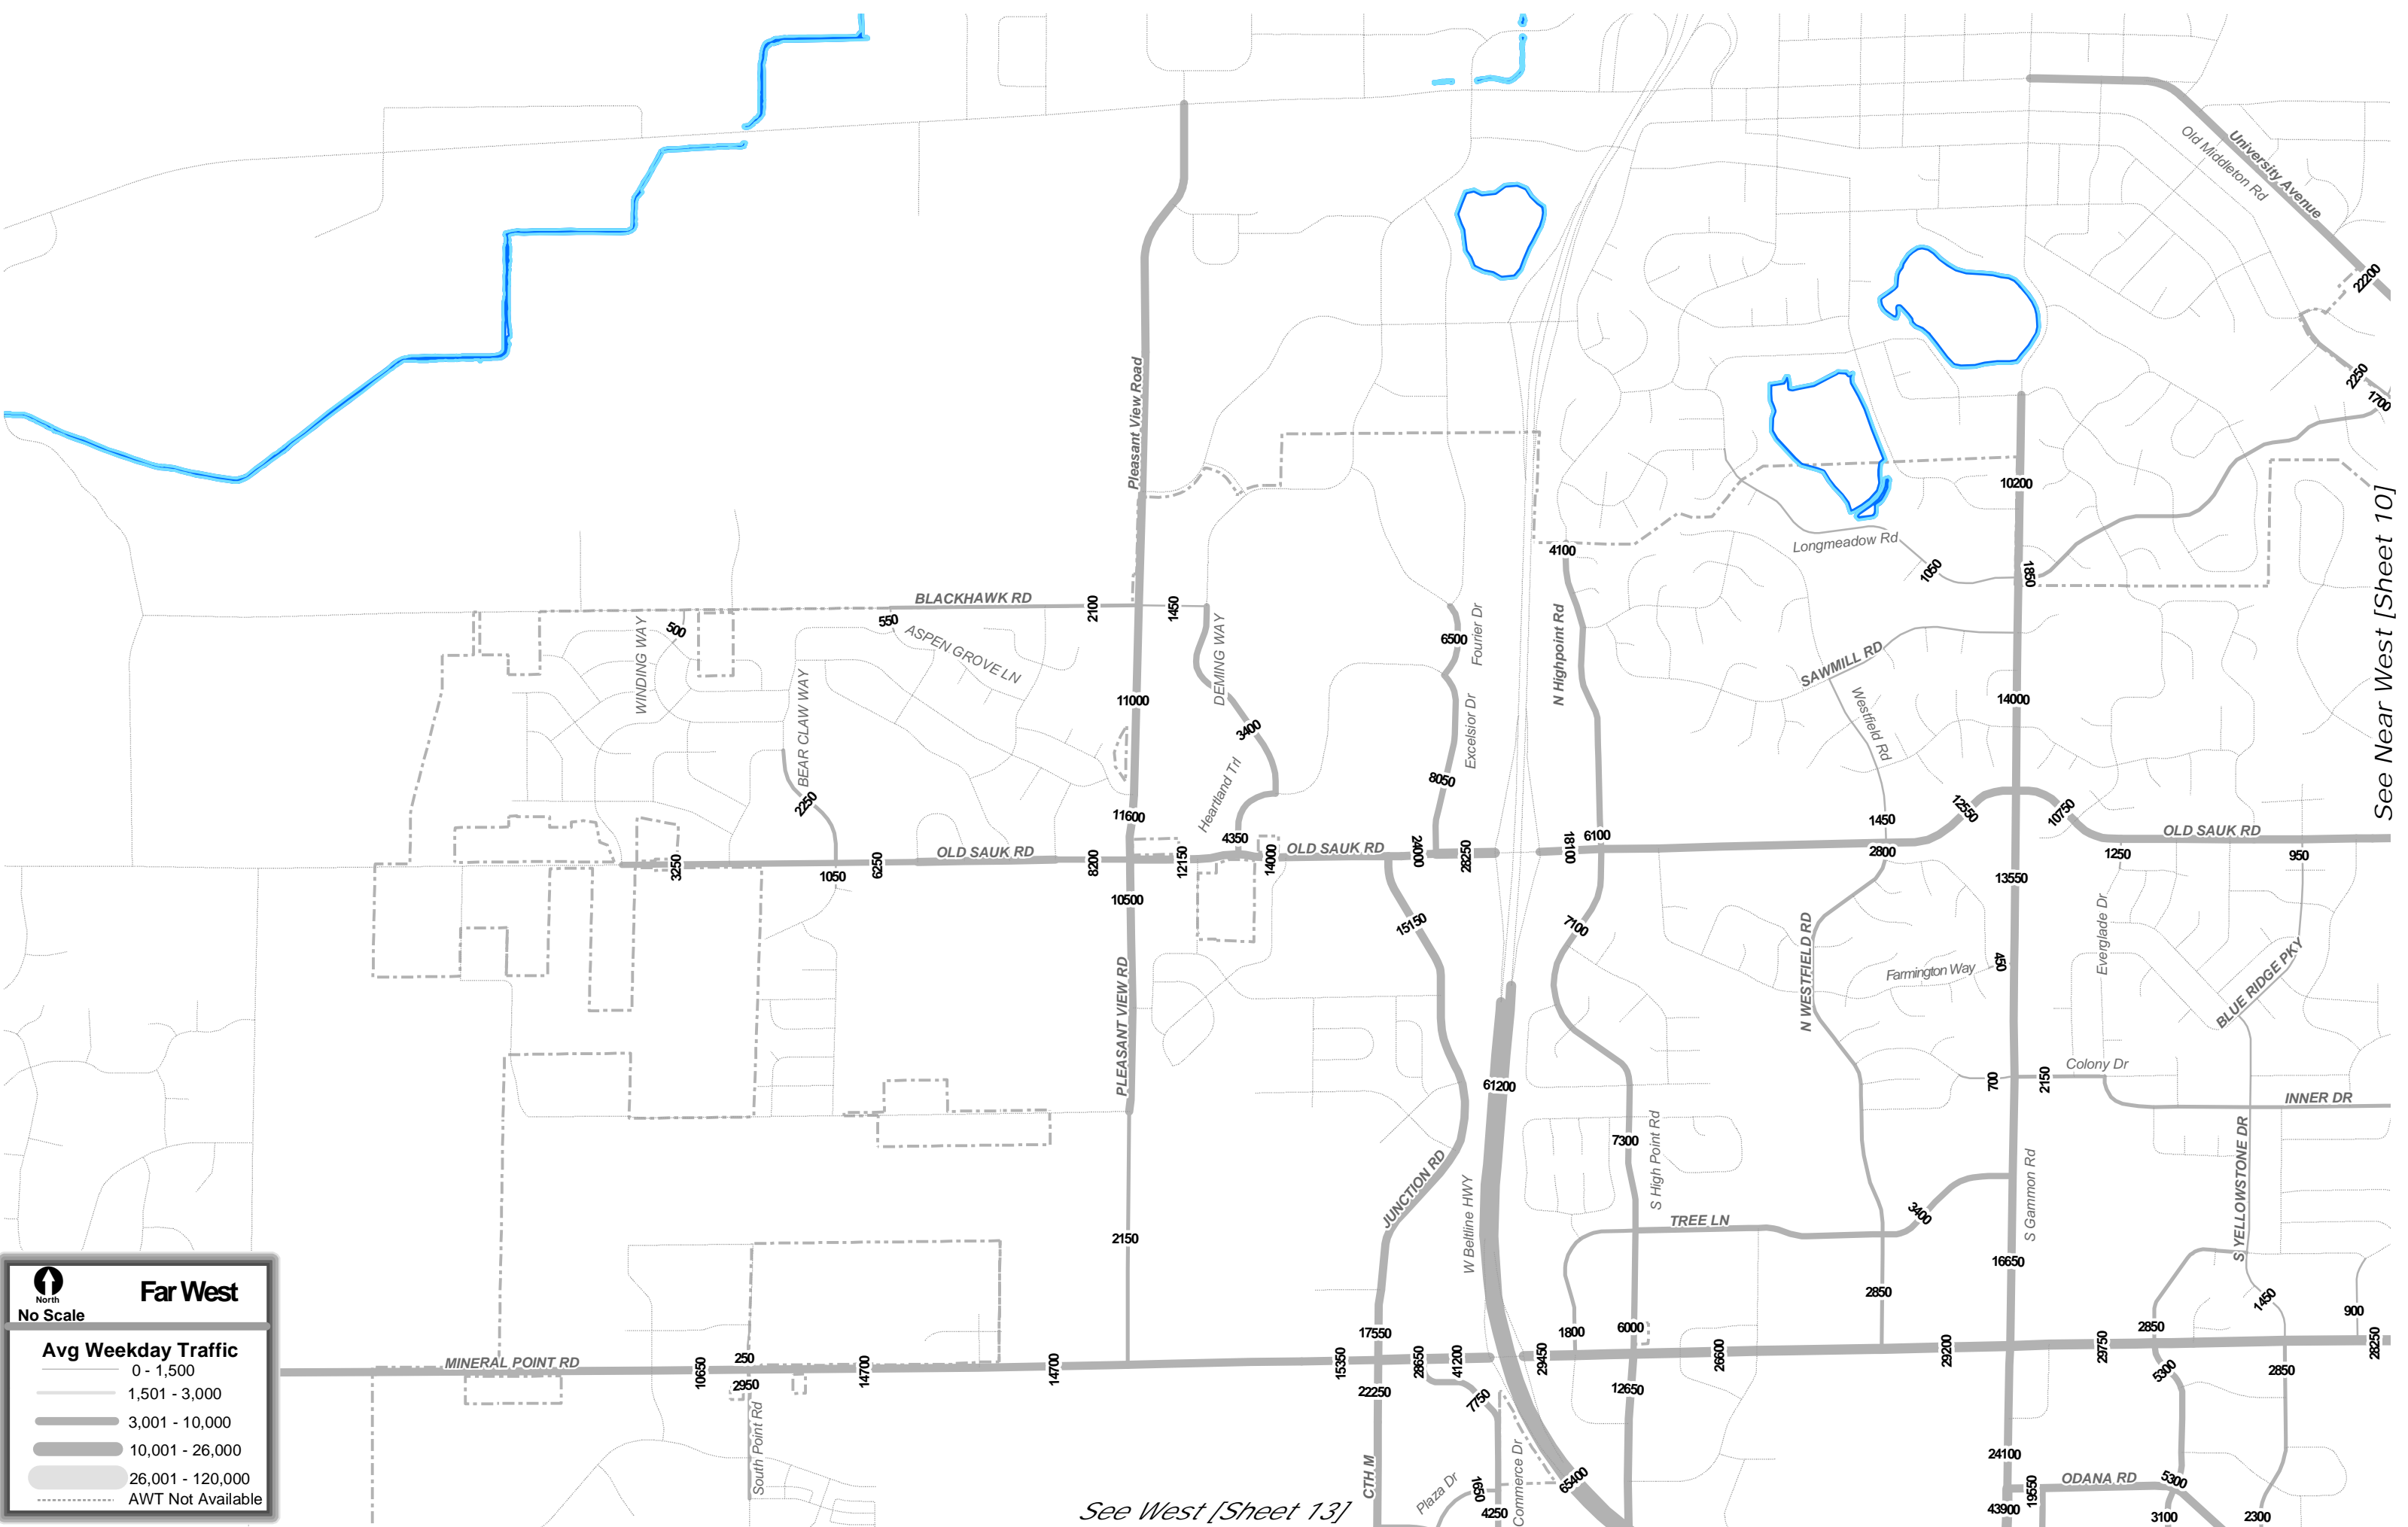 University Avenue
Old Middleton Rd
22200
2250
1700
Pleasant View Road
10200
See Near West [Sheet 10]
4100
Longmeadow Rd
1050
1850
BLACKHAWK RD
2100
1450
550
500
ASPEN GROVE LN
WINDING WAY
DEMING WAY
6500
Fourier Dr
N Highpoint Rd
SAWMILL RD
BEAR CLAW WAY
11000
3400
14000
Westfield Rd
Excelsior Dr
8050
2250
Heartland Trl
11600
12550
10750
4350
1450
6100
18100
OLD SAUK RD
OLD SAUK RD
OLD SAUK RD
3250
1050
6250
8200
12150
14000
24000
28250
2800
1250
950
10500
13550
15150
7100
N WESTFIELD RD
Farmington Way
450
Everglade Dr
BLUE RIDGE PKY
PLEASANT VIEW RD
61200
700
2150
Colony Dr
INNER DR
7300
S High Point Rd
JUNCTION RD
W Beltline HWY
S Gammon Rd
S YELLOWSTONE DR
TREE LN
3400
2150
16650
2850
1450
900
17550
1800
6000
2850
28250
MINERAL POINT RD
10650
250
2950
14700
14700
15350
28650
41200
29450
26600
29200
29750
22250
12650
5300
2850
7750
South Point Rd
CTH M
Plaza Dr
1650
4250
Commerce Dr
65400
24100
19550
43900
ODANA RD
5300
3100
2300
See West [Sheet 13]
North
No Scale
Far West
Avg Weekday Traffic
0 - 1,500
1,501 - 3,000
3,001 - 10,000
10,001 - 26,000
26,001 - 120,000
AWT Not Available